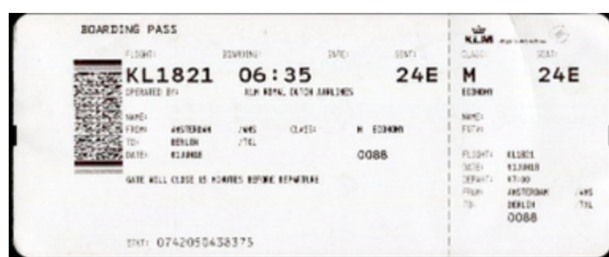 BOARDING PASS
FLIGHT: BOARDING: DATE: SEAT:
KL1821 06:35 24E
OPERATED BY: KLM ROYAL DUTCH AIRLINES
NAME:
FROM: AMSTERDAM /AMS CLASS: M ECONOMY
TO: BERLIN /TXL
DATE: 0088
GATE WILL CLOSE 15 MINUTES BEFORE DEPARTURE
0742050438375
KLM
CLASS: SEAT:
M 24E
ECONOMY
NAME:
FLIGHT: KL1821
DATE:
DEPART: 07:00
FROM: AMSTERDAM /AMS
TO: BERLIN /TXL
0088